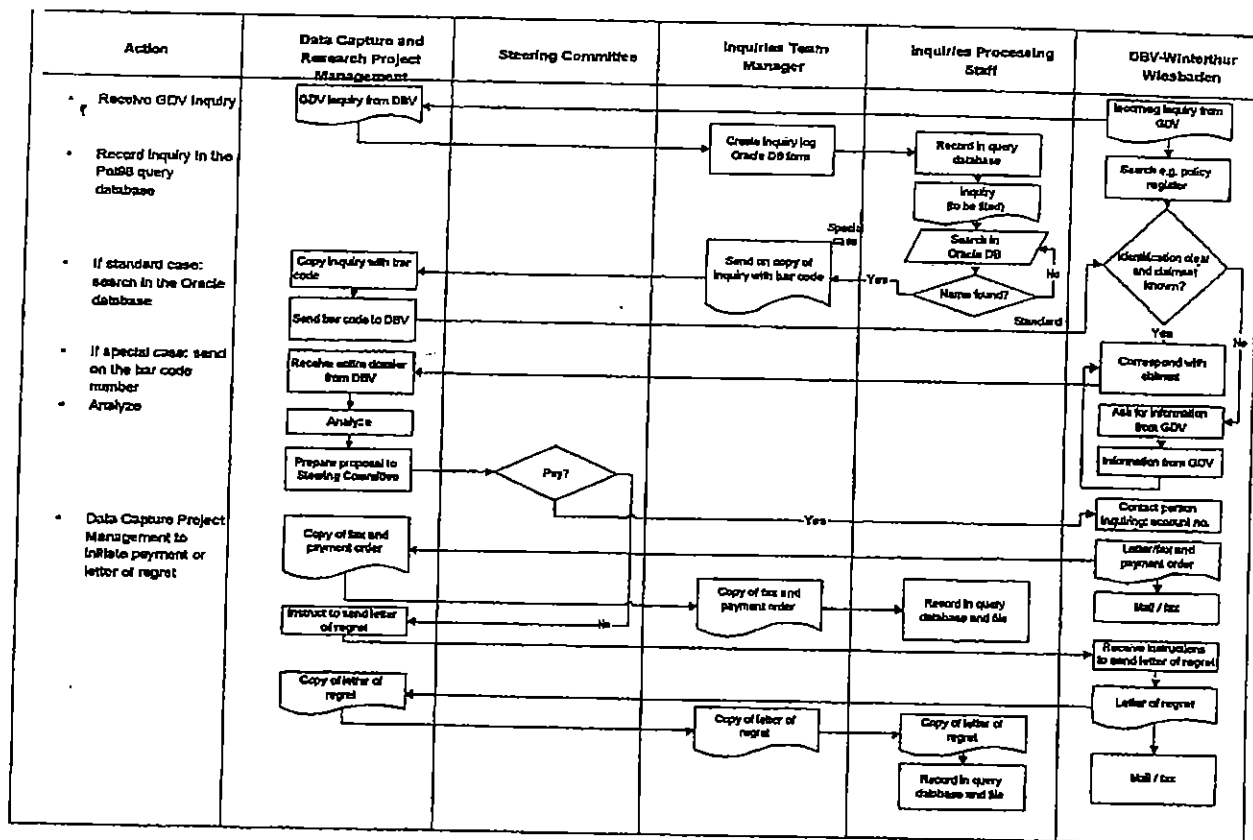 Action
Data Capture and
Research Project
Management
Steering Committee
Inquiries Team
Manager
Inquiries Processing
Staff
DBV-Winterthur
Wiesbaden
• Receive GDV Inquiry
GDV Inquiry from DBV
Incoming Inquiry from
GDV
• Record Inquiry in the
Pol98 query
database
Create Inquiry log
Oracle DB form
Record in query
database
Search e.g. policy
register
Inquiry
(to be filed)
Special
Search in
Oracle DB
• If standard case:
search in the Oracle
database
Copy Inquiry with bar
code
Send on copy of
inquiry with bar code
Yes
Name found?
No
Identification clear
and claimant
known?
Send bar code to DBV
Standard
Yes
No
• If special case: send
on the bar code
number
Receive entire dossier
from DBV
Correspond with
• Analyze
Analyze
Ask for information
from GDV
Prepare proposal to
Steering Committee
Pay?
Information from GDV
Yes
Contact person
inquiring: account no.
• Data Capture Project
Management to
initiate payment or
letter of regret
Copy of fax and
payment order
Letter/fax and
payment order
Copy of fax and
payment order
Record in query
database and file
Mail / fax
Instruct to send letter
of regret
No
Receive instructions
to send letter of regret
Copy of letter of
regret
Letter of regret
Copy of letter of
regret
Copy of letter of
regret
Record in query
database and file
Mail / fax